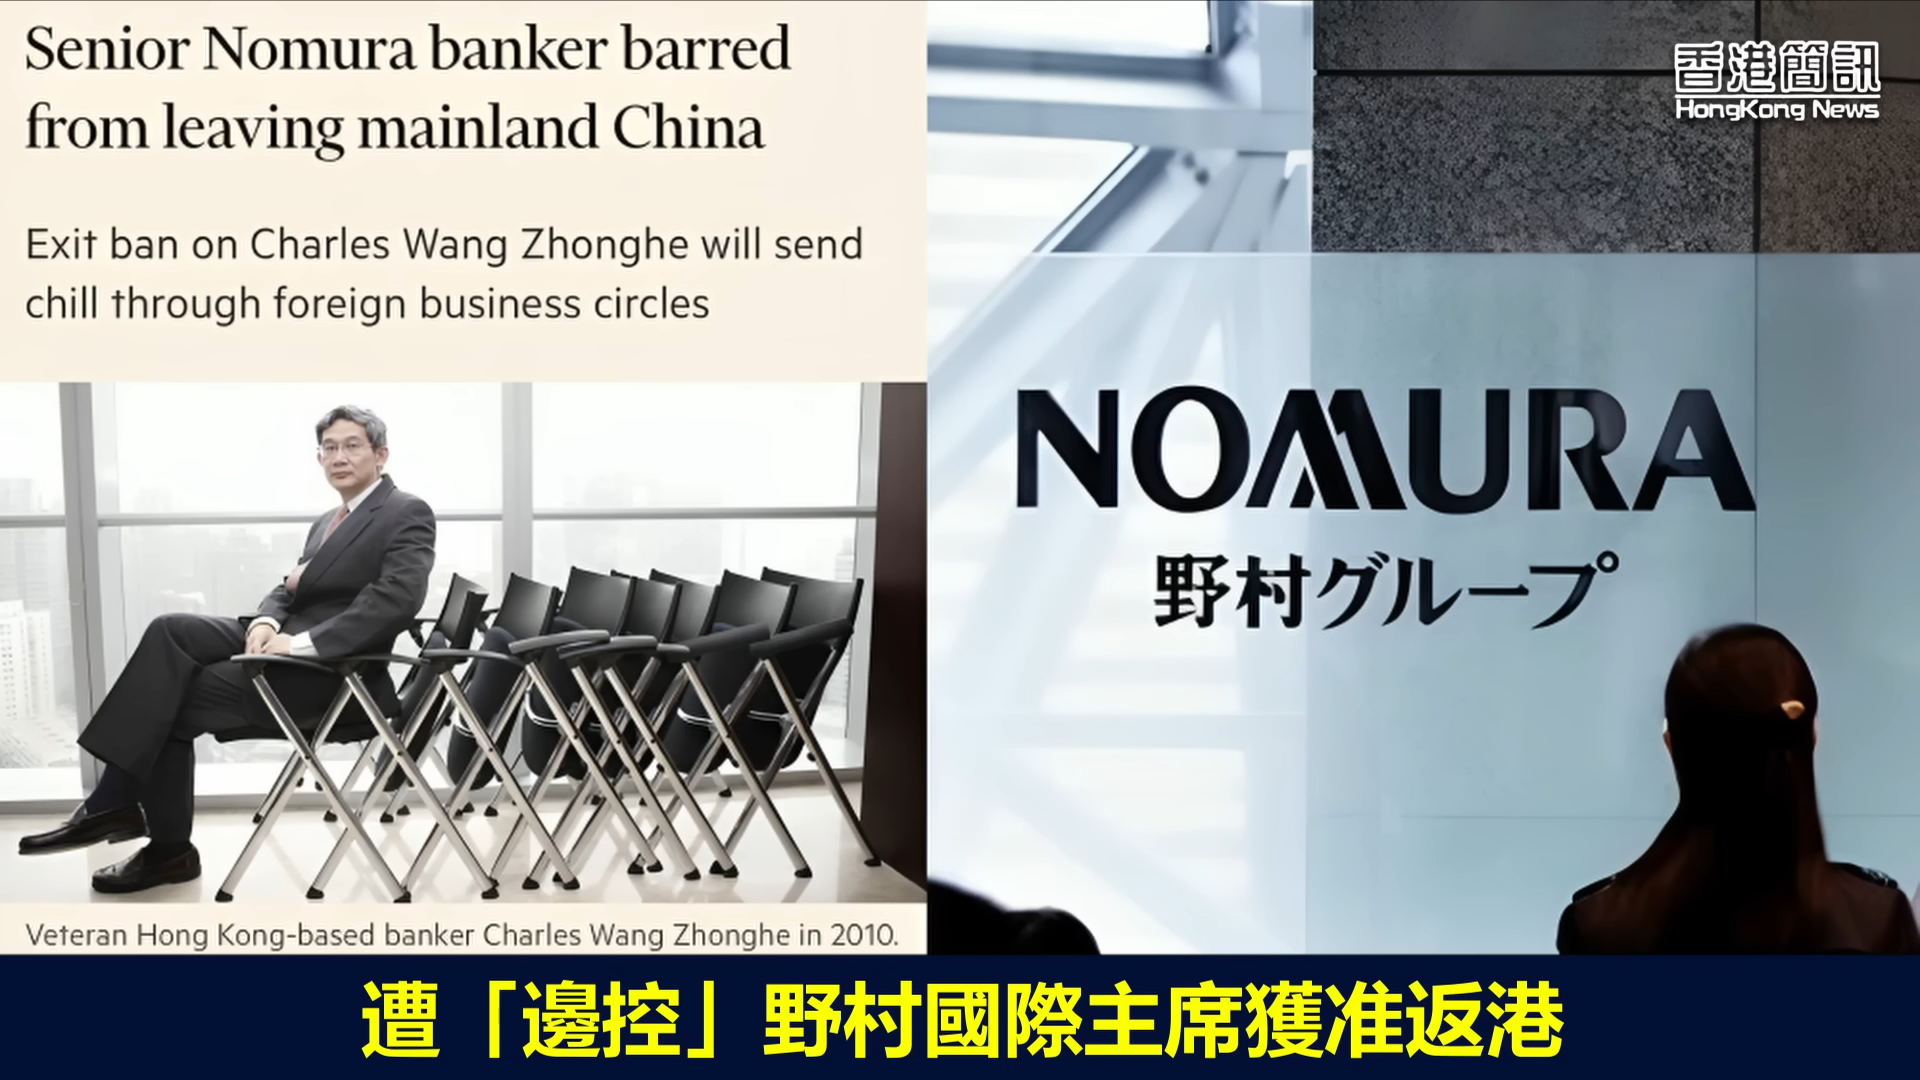 Senior Nomura banker barred
from leaving mainland China
Exit ban on Charles Wang Zhonghe will send
chill through foreign business circles
Veteran Hong Kong-based banker Charles Wang Zhonghe in 2010.
香港簡訊
HongKong News
NOMURA
野村グループ
遭「邊控」野村國際主席獲准返港